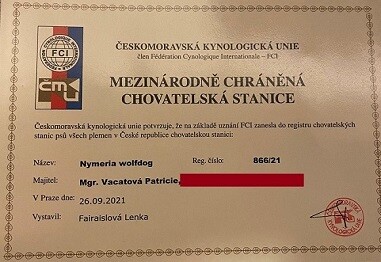 FCI
ČMKU
ČESKOMORAVSKÁ KYNOLOGICKÁ UNIE
člen Fédération Cynologique Internationale – FCI
MEZINÁRODNĚ CHRÁNĚNÁ
CHOVATELSKÁ STANICE
Českomoravská kynologická unie potvrzuje, že na základě uznání FCI zanesla do registru chovatelských
stanic psů všech plemen v České republice chovatelskou stanici:
Název: Nymeria wolfdog Reg. číslo: 866/21
Majitel: Mgr. Vacatová Patricie,
V Praze dne: 26.09.2021
Vystavil: Fairaislová Lenka